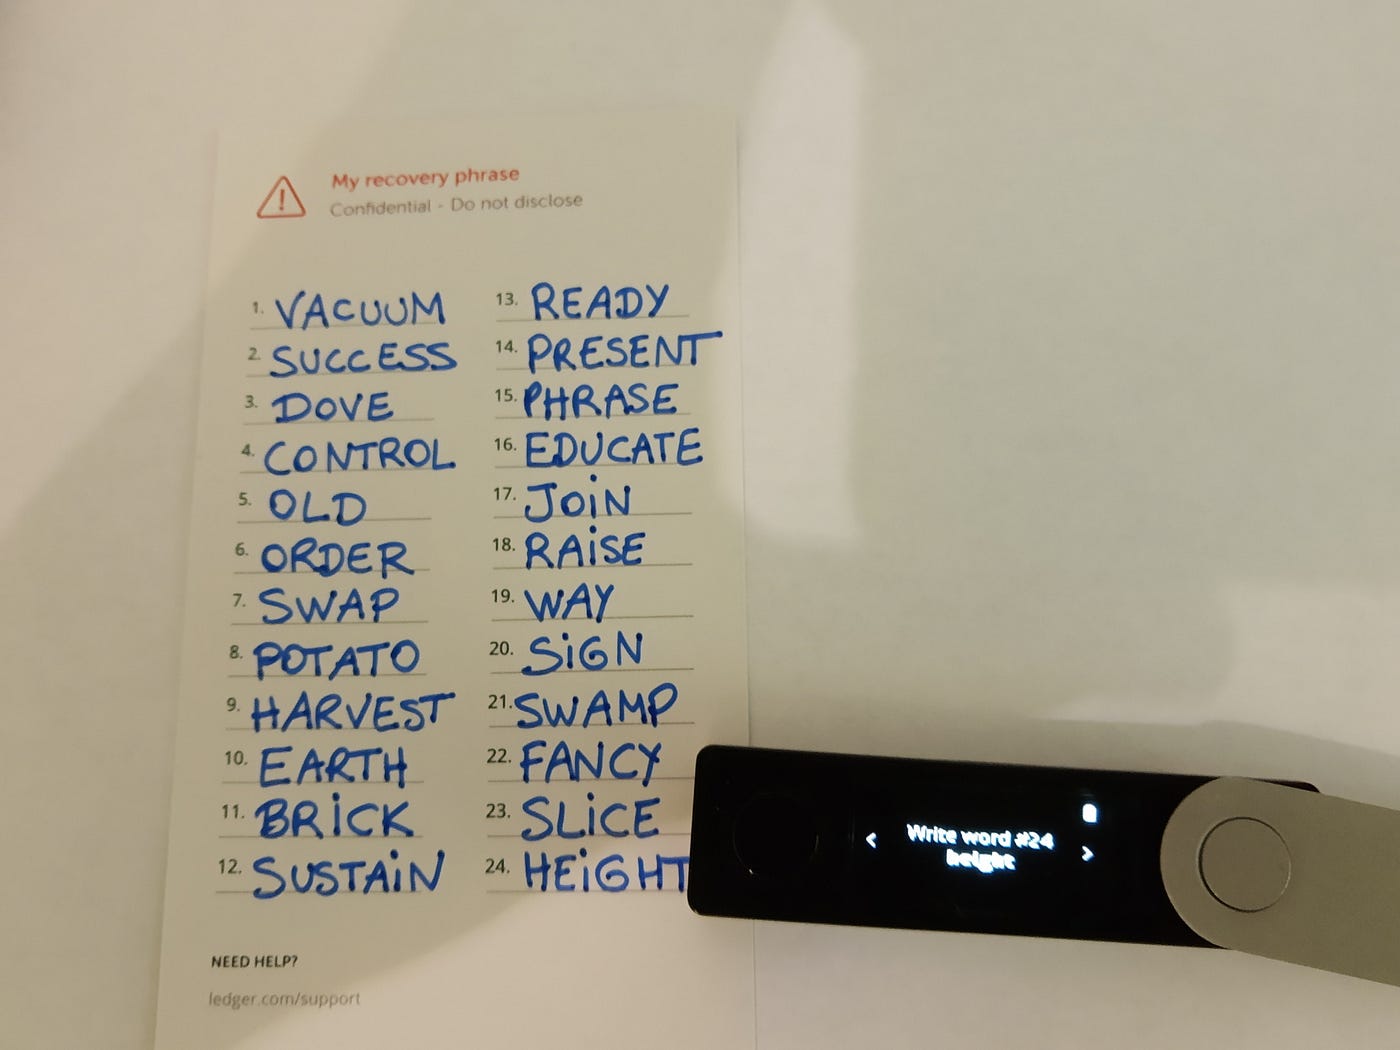 My recovery phrase
Confidential - Do not disclose
1. VACUUM
2. SUCCESS
3. DOVE
4. CONTROL
5. OLD
6. ORDER
7. SWAP
8. POTATO
9. HARVEST
10. EARTH
11. BRiCK
12. SUSTAiN
13. READY
14. PRESENT
15. PHRASE
16. EDUCATE
17. JOiN
18. RAiSE
19. WAY
20. SiGN
21. SWAMP
22. FANCY
23. SLiCE
24. HEiGHT
NEED HELP?
ledger.com/support
Write word #24
height